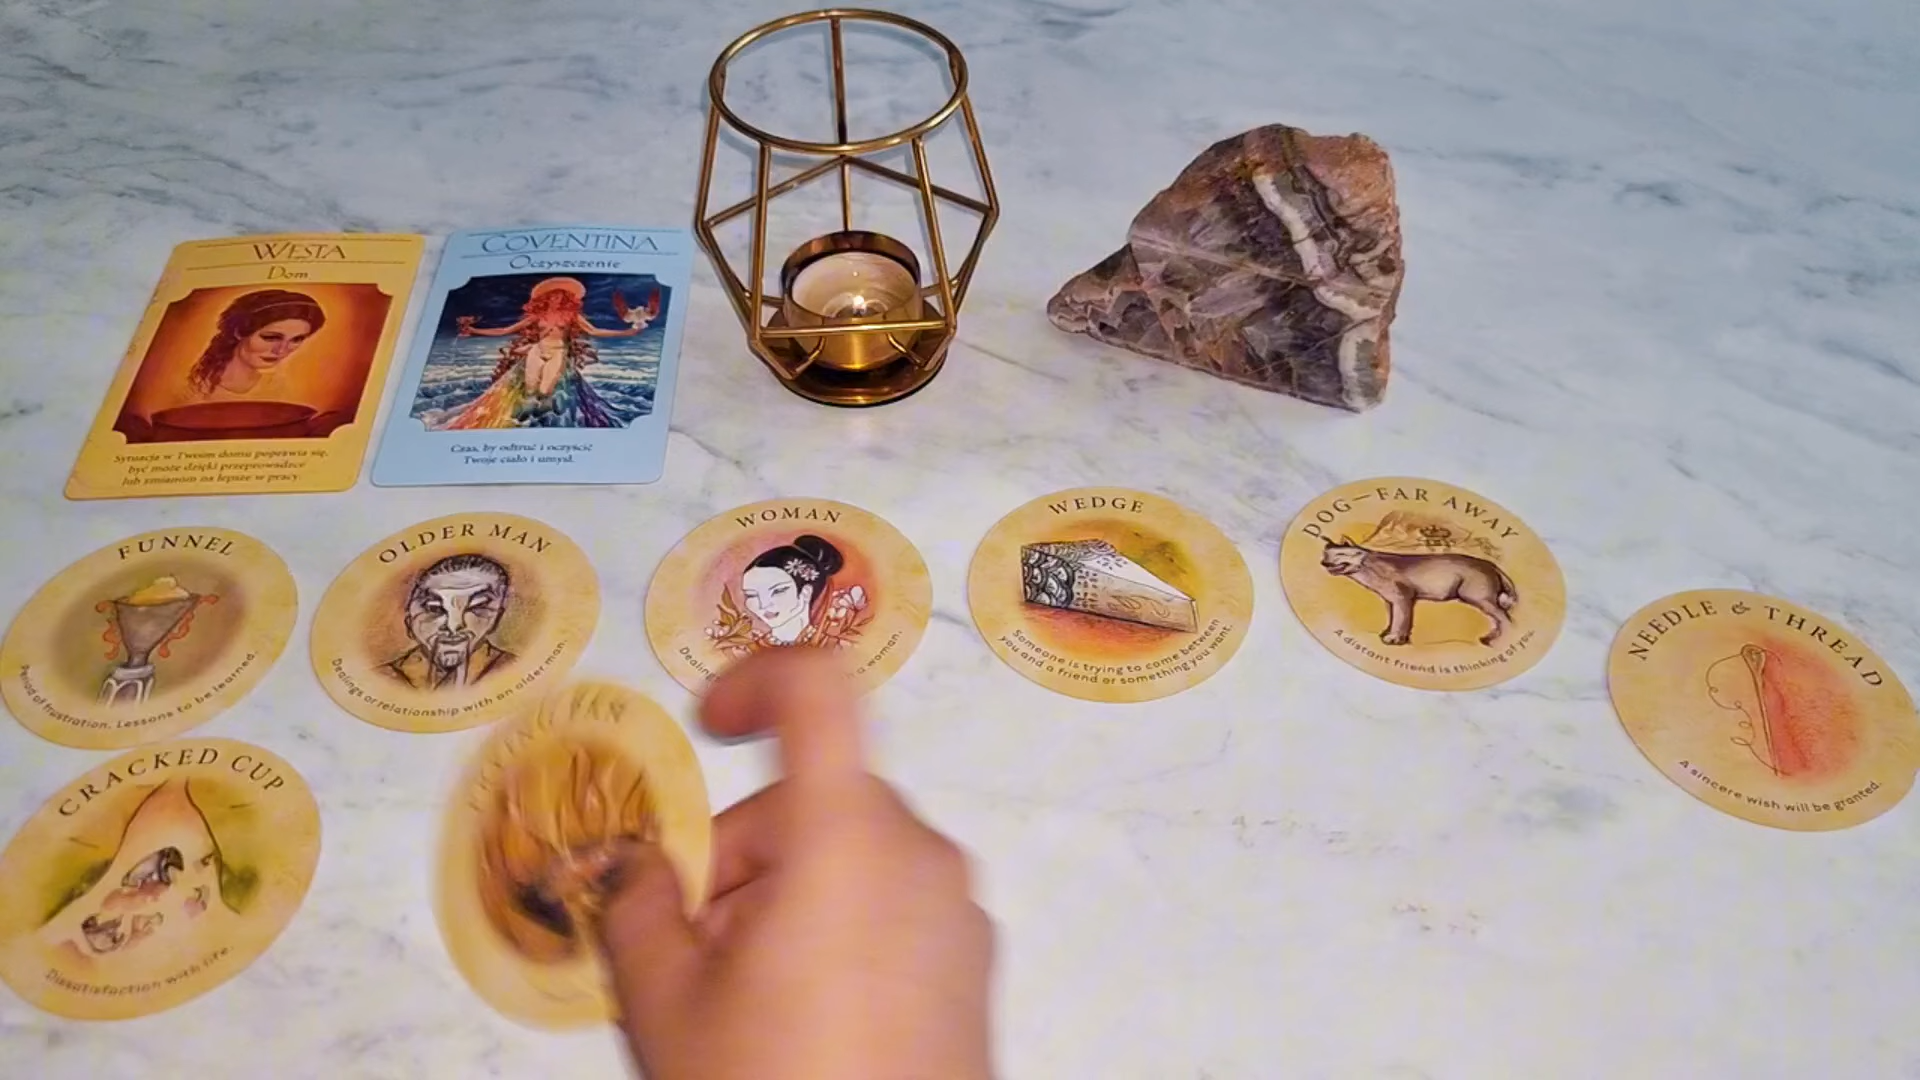 WESTA
Dom
Sytuacja w Twoim domu poprawia się,
być może dzięki przeprowadzce
lub zmianom na lepsze w pracy.
COVENTINA
Oczyszczenie
Czas, by odtruć i oczyścić
Twoje ciało i umysł.
FUNNEL
Period of frustration. Lessons to be learned.
OLDER MAN
Dealings or relationship with an older man.
WOMAN
Dealings a woman.
WEDGE
Someone is trying to come between
you and a friend or something you want.
DOG—FAR AWAY
A distant friend is thinking of you.
NEEDLE & THREAD
A sincere wish will be granted.
CRACKED CUP
Dissatisfaction with life.